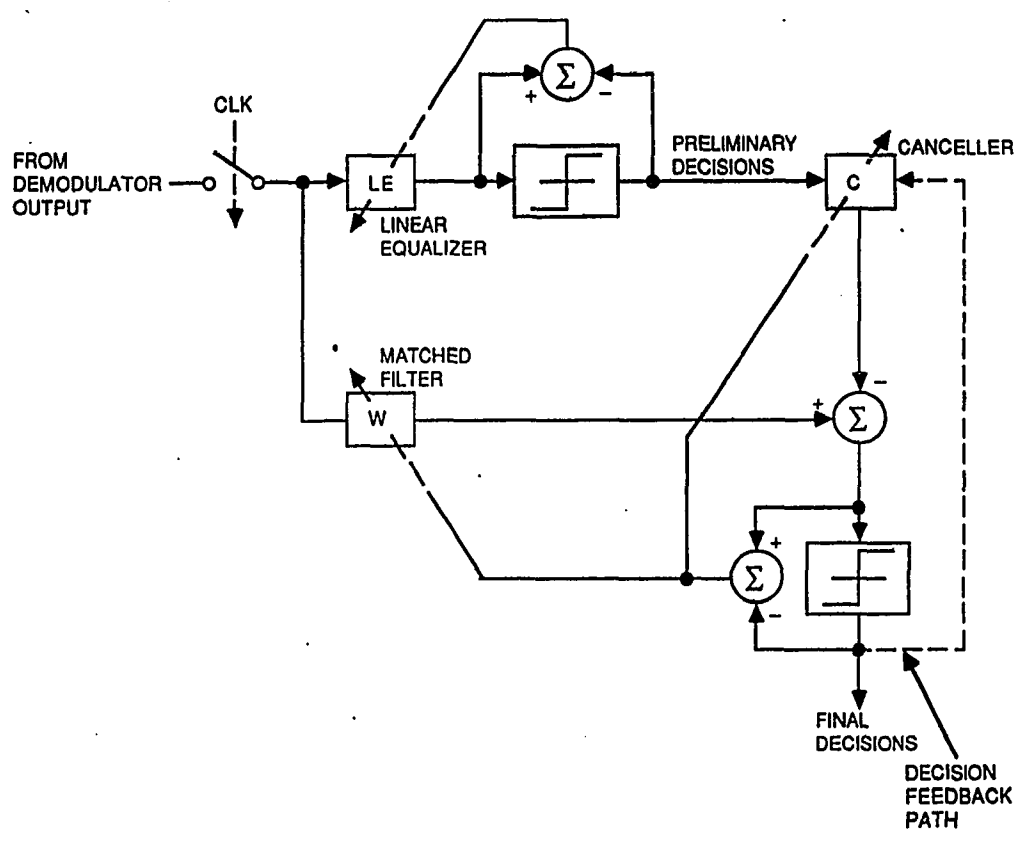 CLK
FROM
DEMODULATOR
OUTPUT
LE
LINEAR
EQUALIZER
Σ
+
−
PRELIMINARY
DECISIONS
C
CANCELLER
MATCHED
FILTER
W
+
−
Σ
+
Σ
−
FINAL
DECISIONS
DECISION
FEEDBACK
PATH